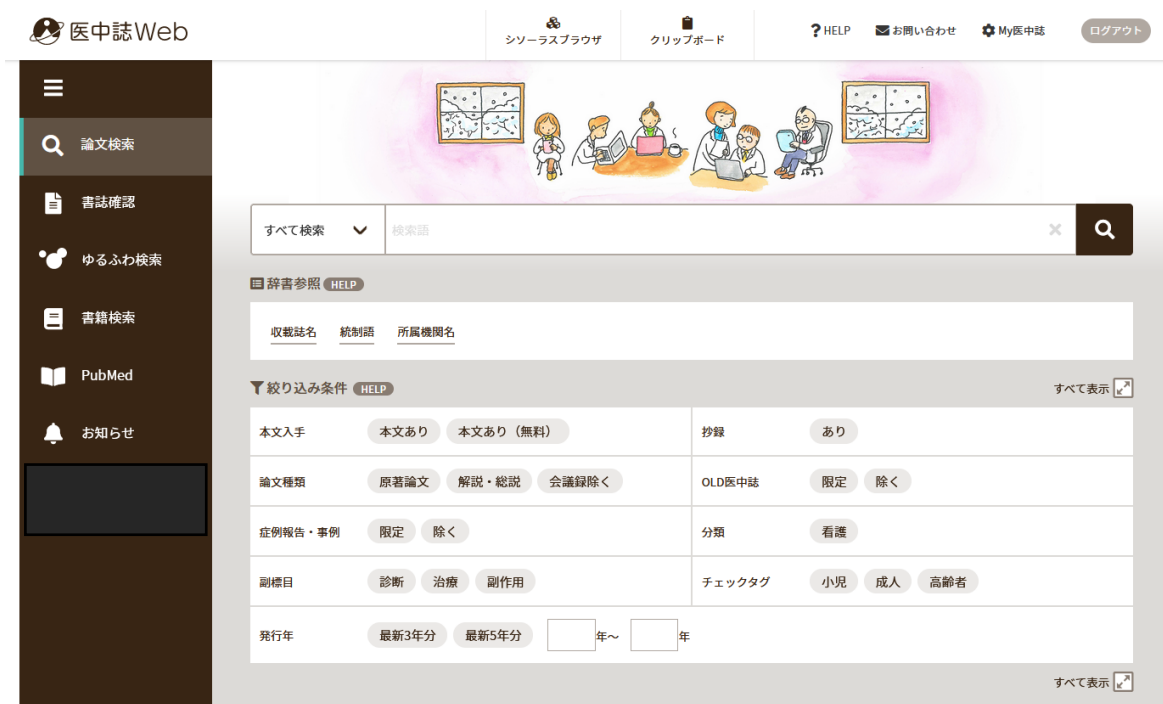 医中誌Web
シソーラスブラウザ
クリップボード
HELP
お問い合わせ
My医中誌
ログアウト
論文検索
書誌確認
ゆるふわ検索
書籍検索
PubMed
お知らせ
すべて検索 検索語
辞書参照 HELP
収載誌名 統制語 所属機関名
絞り込み条件 HELP すべて表示
本文入手 本文あり 本文あり（無料） 抄録 あり
論文種類 原著論文 解説・総説 会議録除く OLD医中誌 限定 除く
症例報告・事例 限定 除く 分類 看護
副標目 診断 治療 副作用 チェックタグ 小児 成人 高齢者
発行年 最新3年分 最新5年分 年～ 年
すべて表示